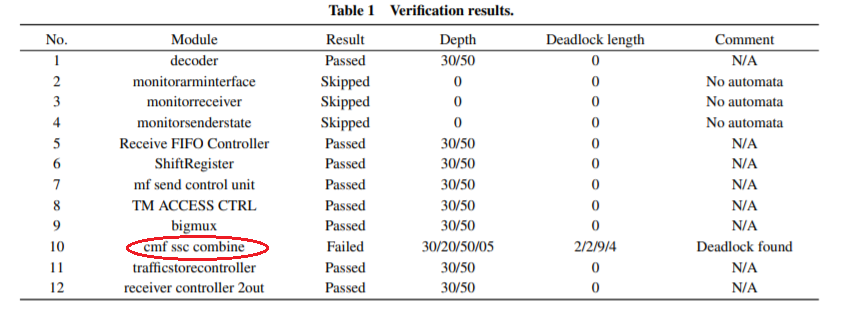 Table 1 Verification results.
No. Module Result Depth Deadlock length Comment
1 decoder Passed 30/50 0 N/A
2 monitorarminterface Skipped 0 0 No automata
3 monitorreceiver Skipped 0 0 No automata
4 monitorsenderstate Skipped 0 0 No automata
5 Receive FIFO Controller Passed 30/50 0 N/A
6 ShiftRegister Passed 30/50 0 N/A
7 mf send control unit Passed 30/50 0 N/A
8 TM ACCESS CTRL Passed 30/50 0 N/A
9 bigmux Passed 30/50 0 N/A
10 cmf ssc combine Failed 30/20/50/05 2/2/9/4 Deadlock found
11 trafficstorecontroller Passed 30/50 0 N/A
12 receiver controller 2out Passed 30/50 0 N/A